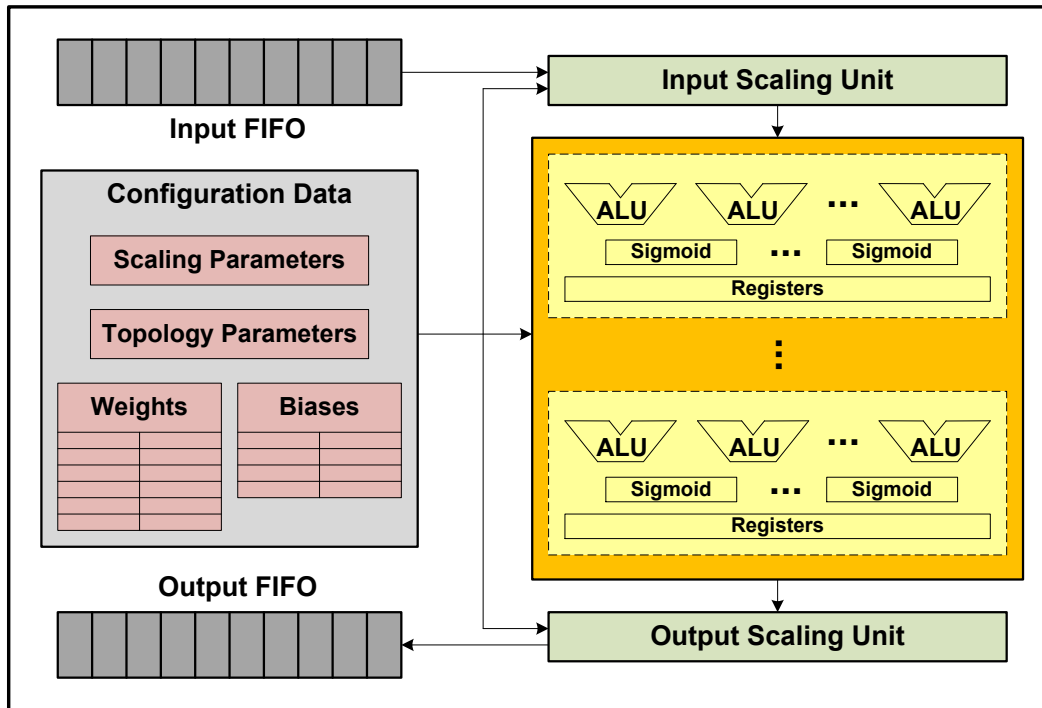 Input FIFO
Input Scaling Unit
Configuration Data
Scaling Parameters
Topology Parameters
Weights Biases
ALU ALU ... ALU
Sigmoid ... Sigmoid
Registers
...
ALU ALU ... ALU
Sigmoid ... Sigmoid
Registers
Output FIFO
Output Scaling Unit